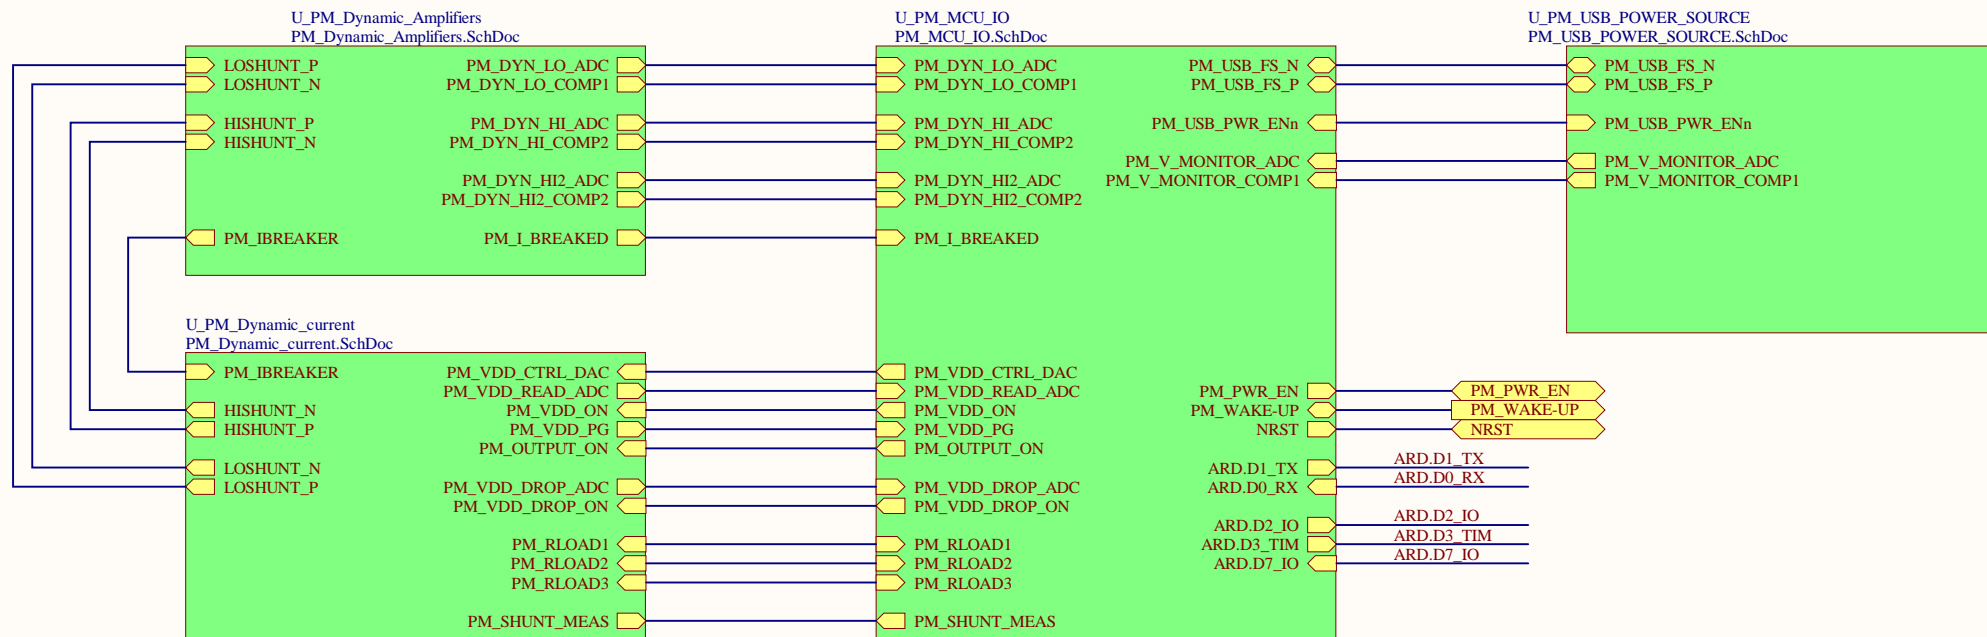 U_PM_Dynamic_Amplifiers
PM_Dynamic_Amplifiers.SchDoc
LOSHUNT_P
LOSHUNT_N
HISHUNT_P
HISHUNT_N
PM_IBREAKER
PM_DYN_LO_ADC
PM_DYN_LO_COMP1
PM_DYN_HI_ADC
PM_DYN_HI_COMP2
PM_DYN_HI2_ADC
PM_DYN_HI2_COMP2
PM_I_BREAKED
U_PM_Dynamic_current
PM_Dynamic_current.SchDoc
PM_IBREAKER
HISHUNT_N
HISHUNT_P
LOSHUNT_N
LOSHUNT_P
PM_VDD_CTRL_DAC
PM_VDD_READ_ADC
PM_VDD_ON
PM_VDD_PG
PM_OUTPUT_ON
PM_VDD_DROP_ADC
PM_VDD_DROP_ON
PM_RLOAD1
PM_RLOAD2
PM_RLOAD3
PM_SHUNT_MEAS
U_PM_MCU_IO
PM_MCU_IO.SchDoc
PM_DYN_LO_ADC
PM_DYN_LO_COMP1
PM_DYN_HI_ADC
PM_DYN_HI_COMP2
PM_DYN_HI2_ADC
PM_DYN_HI2_COMP2
PM_I_BREAKED
PM_VDD_CTRL_DAC
PM_VDD_READ_ADC
PM_VDD_ON
PM_VDD_PG
PM_OUTPUT_ON
PM_VDD_DROP_ADC
PM_VDD_DROP_ON
PM_RLOAD1
PM_RLOAD2
PM_RLOAD3
PM_SHUNT_MEAS
PM_USB_FS_N
PM_USB_FS_P
PM_USB_PWR_ENn
PM_V_MONITOR_ADC
PM_V_MONITOR_COMP1
PM_PWR_EN
PM_WAKE-UP
NRST
ARD.D1_TX
ARD.D0_RX
ARD.D2_IO
ARD.D3_TIM
ARD.D7_IO
PM_PWR_EN
PM_WAKE-UP
NRST
ARD.D1_TX
ARD.D0_RX
ARD.D2_IO
ARD.D3_TIM
ARD.D7_IO
U_PM_USB_POWER_SOURCE
PM_USB_POWER_SOURCE.SchDoc
PM_USB_FS_N
PM_USB_FS_P
PM_USB_PWR_ENn
PM_V_MONITOR_ADC
PM_V_MONITOR_COMP1